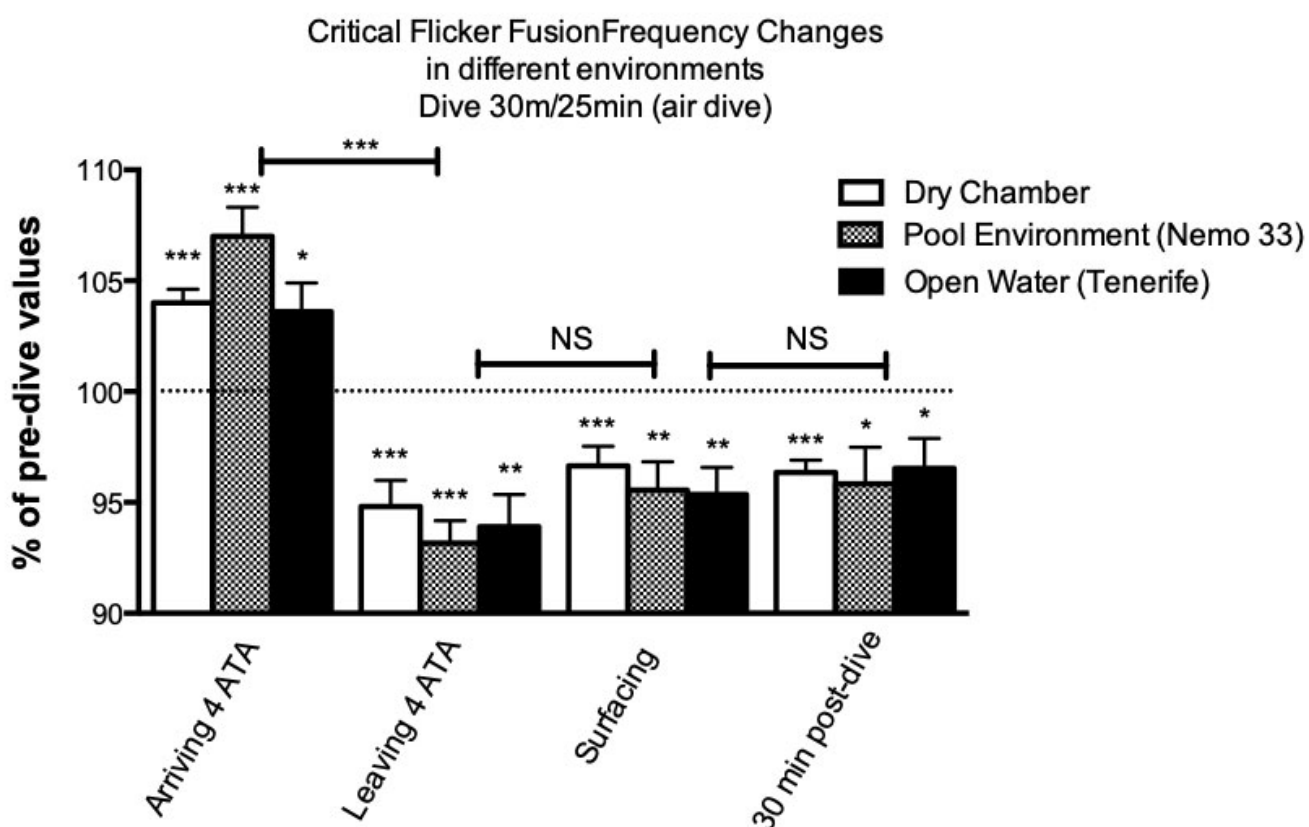 Critical Flicker FusionFrequency Changes
in different environments
Dive 30m/25min (air dive)
***
110
***
Dry Chamber
Pool Environment (Nemo 33)
Open Water (Tenerife)
***
*
105
% of pre-dive values
NS
NS
100
***
**
**
***
*
*
***
***
**
95
90
Arriving 4 ATA
Leaving 4 ATA
Surfacing
30 min post-dive